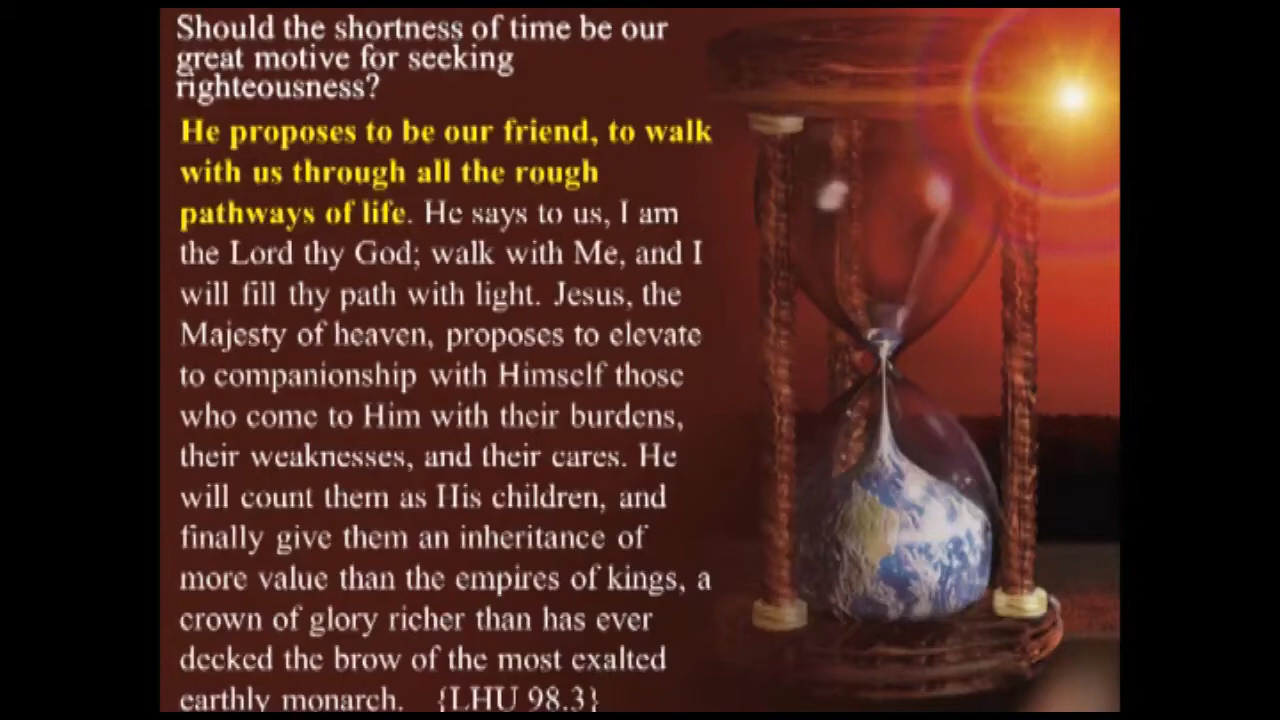 Should the shortness of time be our
great motive for seeking
righteousness?
He proposes to be our friend, to walk
with us through all the rough
pathways of life. He says to us, I am
the Lord thy God; walk with Me, and I
will fill thy path with light. Jesus, the
Majesty of heaven, proposes to elevate
to companionship with Himself those
who come to Him with their burdens,
their weaknesses, and their cares. He
will count them as His children, and
finally give them an inheritance of
more value than the empires of kings, a
crown of glory richer than has ever
decked the brow of the most exalted
earthly monarch. {LHU 98.3}